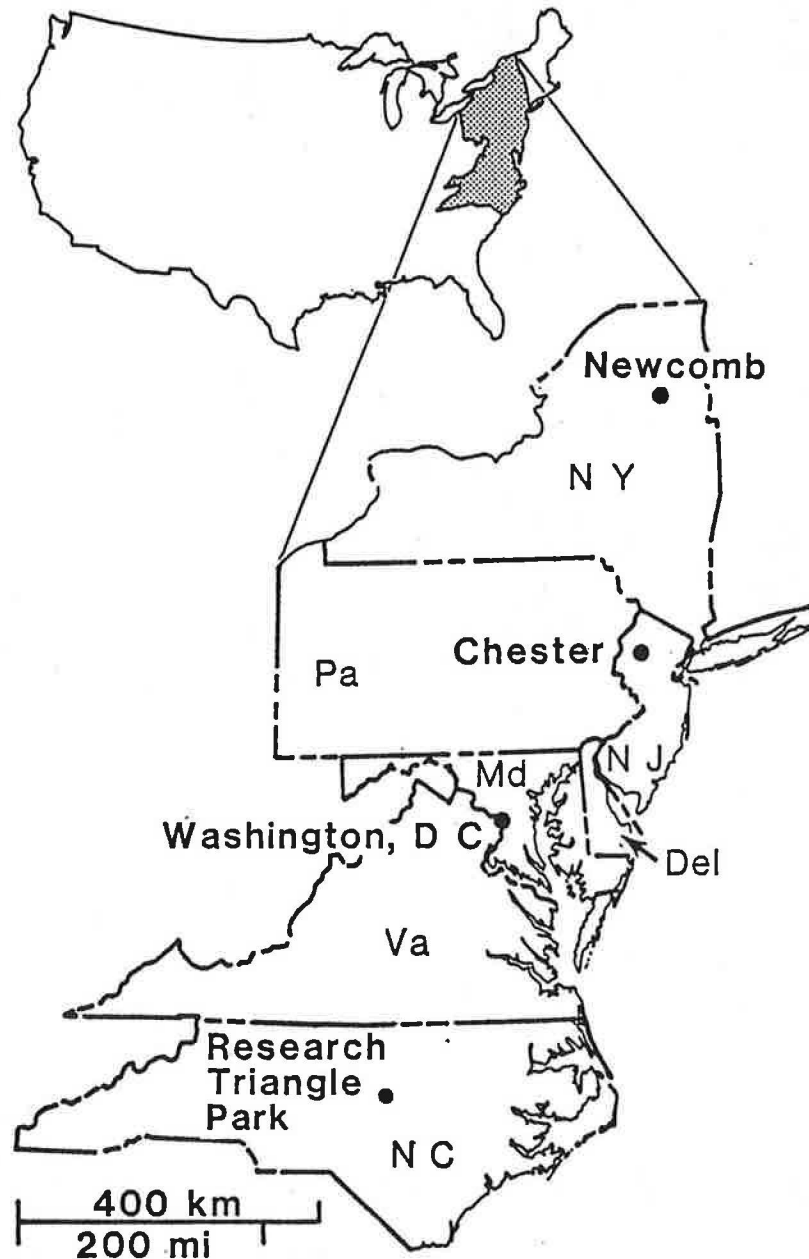 Newcomb
N Y
Chester
Pa
N J
Md
Washington, D C
Del
Va
Research
Triangle
Park
N C
400 km
200 mi